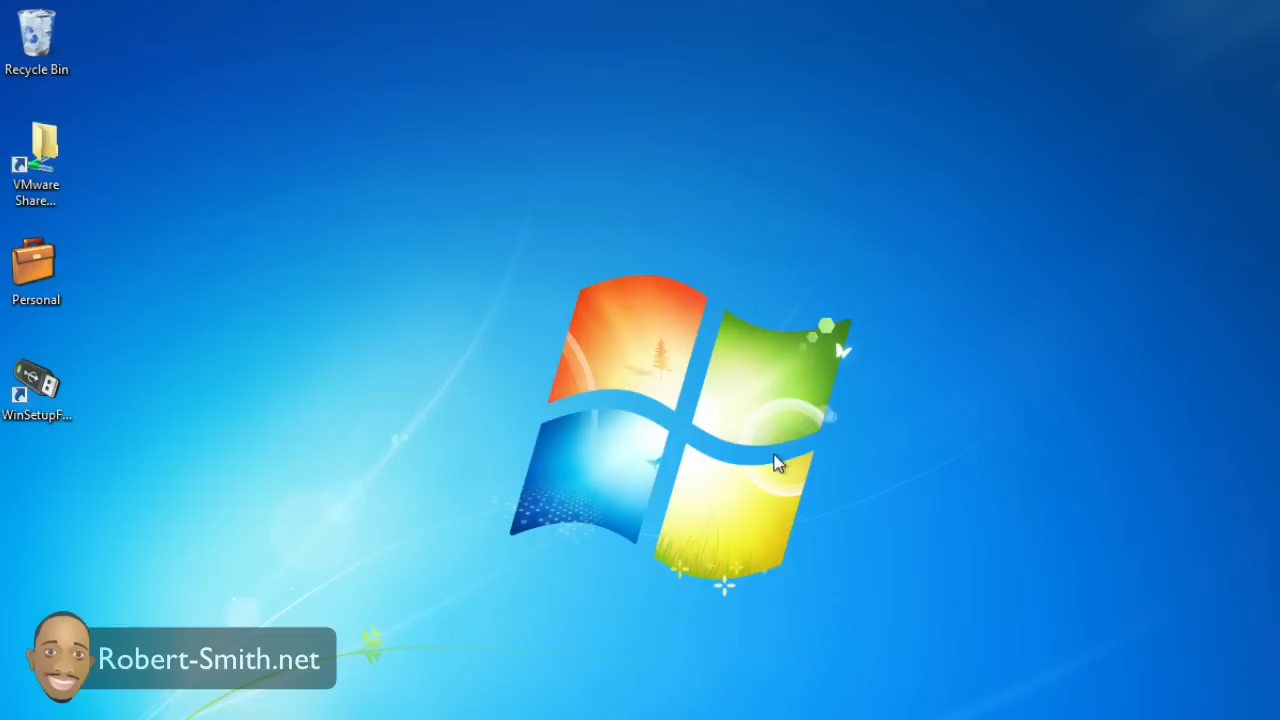 Recycle Bin
VMware
Share...
Personal
WinSetupF...
Robert-Smith.net